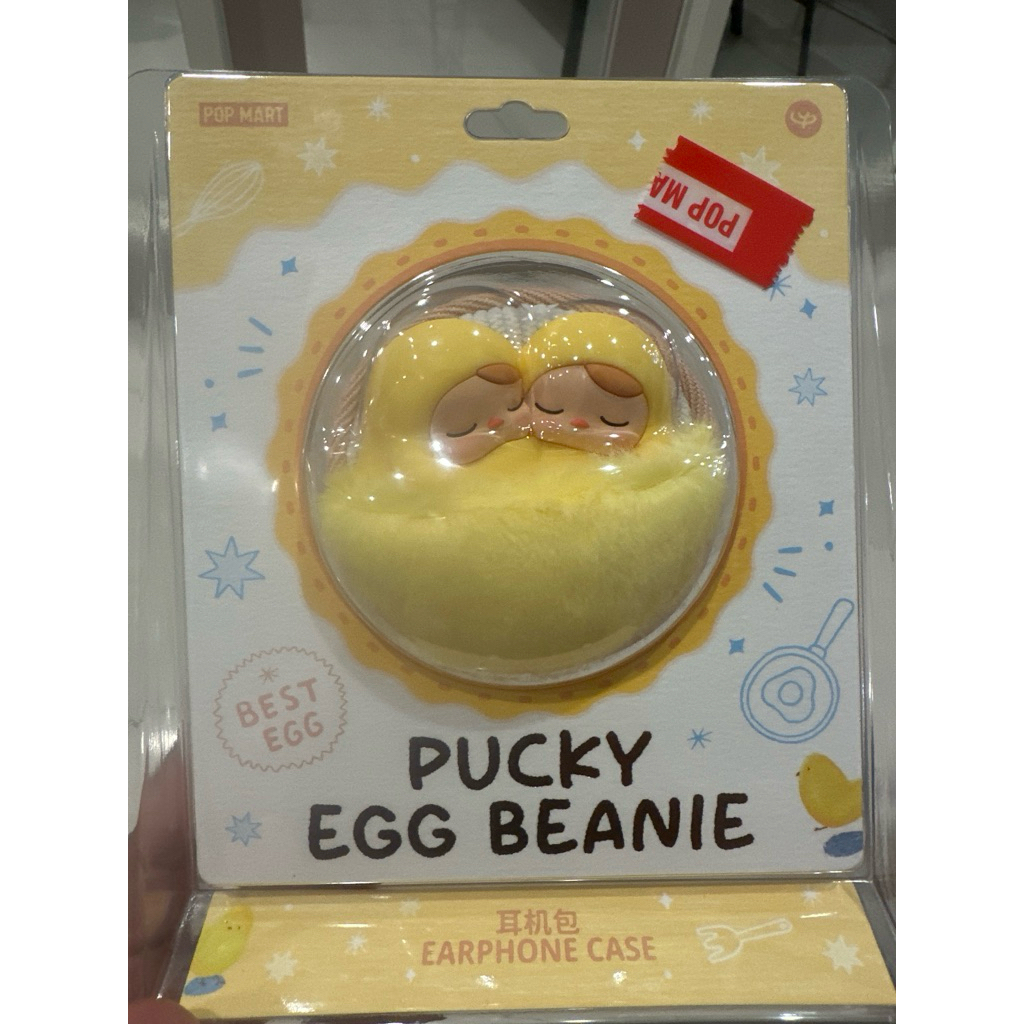 POP MART
POP MA
BEST
EGG
PUCKY
EGG BEANIE
耳机包
EARPHONE CASE